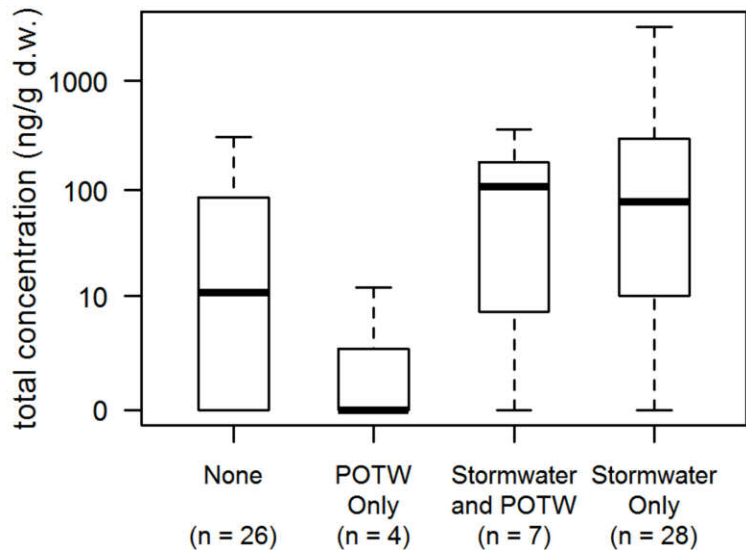 total concentration (ng/g d.w.)
1000
100
10
0
None
(n = 26)
POTW
Only
(n = 4)
Stormwater
and POTW
(n = 7)
Stormwater
Only
(n = 28)